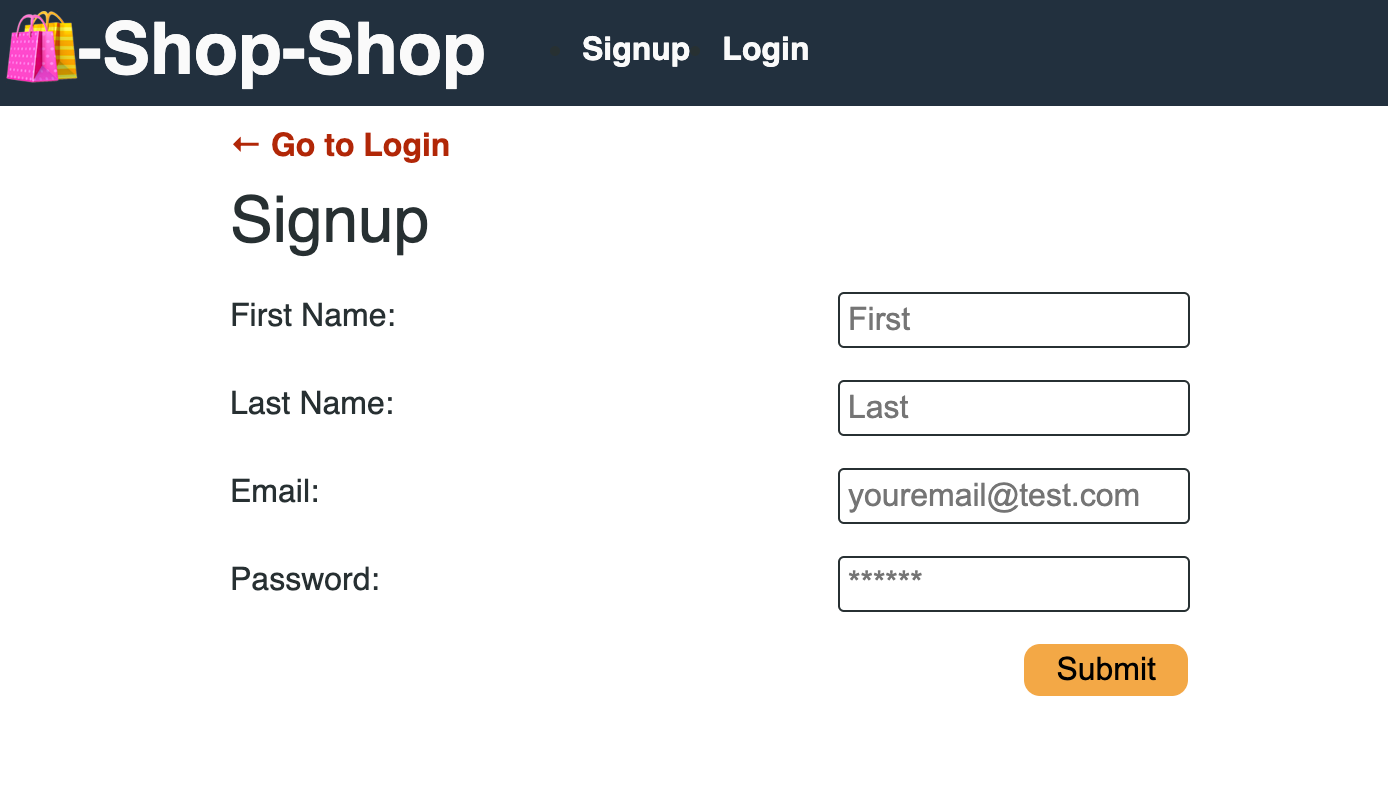 🛍️-Shop-Shop Signup Login
← Go to Login
Signup
First Name: First
Last Name: Last
Email: youremail@test.com
Password: ******
Submit